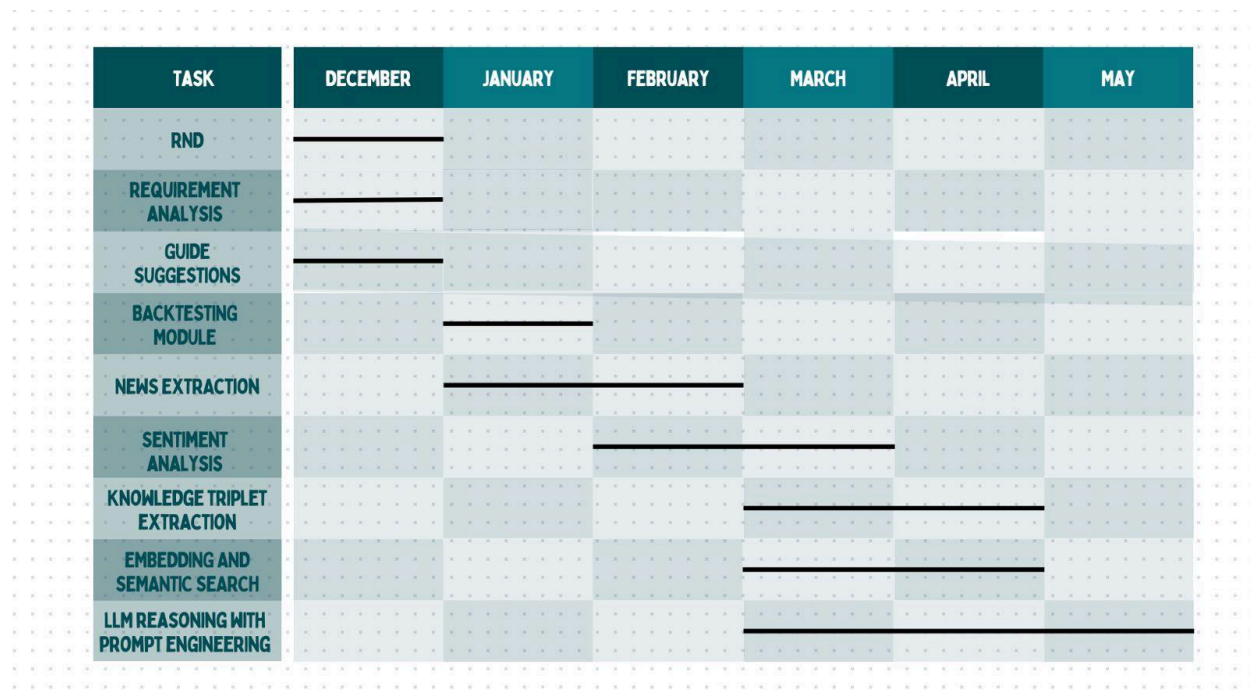 TASK DECEMBER JANUARY FEBRUARY MARCH APRIL MAY
RND
REQUIREMENT
ANALYSIS
GUIDE
SUGGESTIONS
BACKTESTING
MODULE
NEWS EXTRACTION
SENTIMENT
ANALYSIS
KNOWLEDGE TRIPLET
EXTRACTION
EMBEDDING AND
SEMANTIC SEARCH
LLM REASONING WITH
PROMPT ENGINEERING